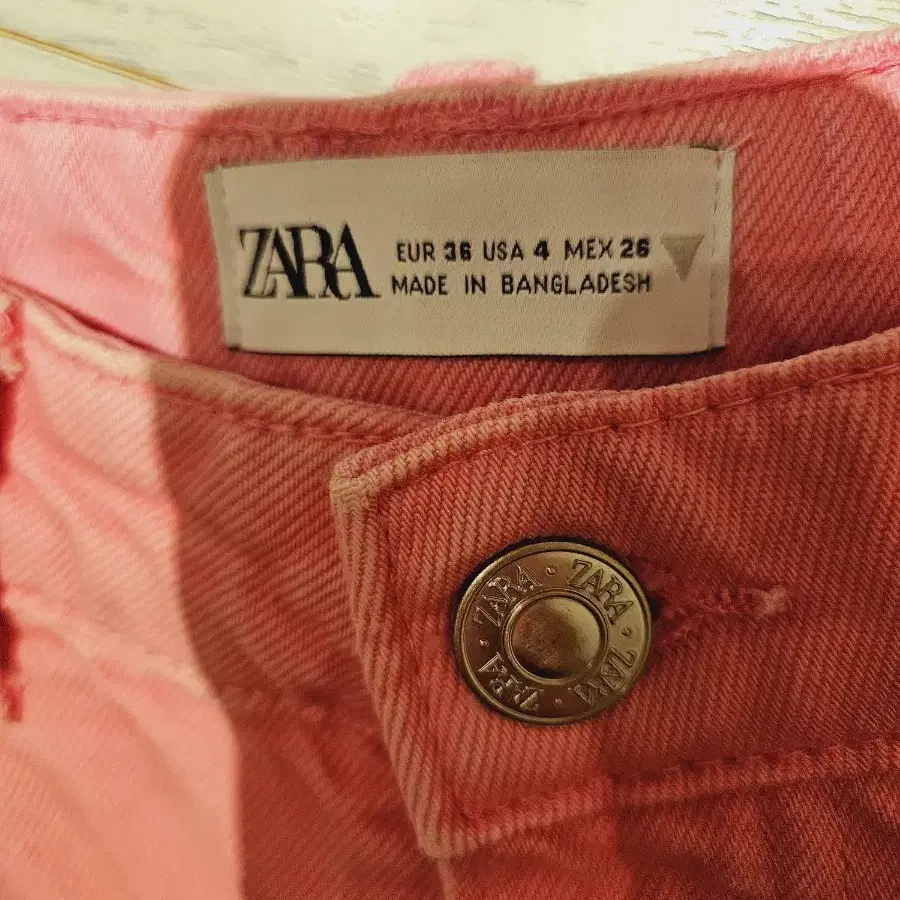 ZARA
EUR 36 USA 4 MEX 26
MADE IN BANGLADESH
ZARA · ZARA · ZARA · ZARA ·